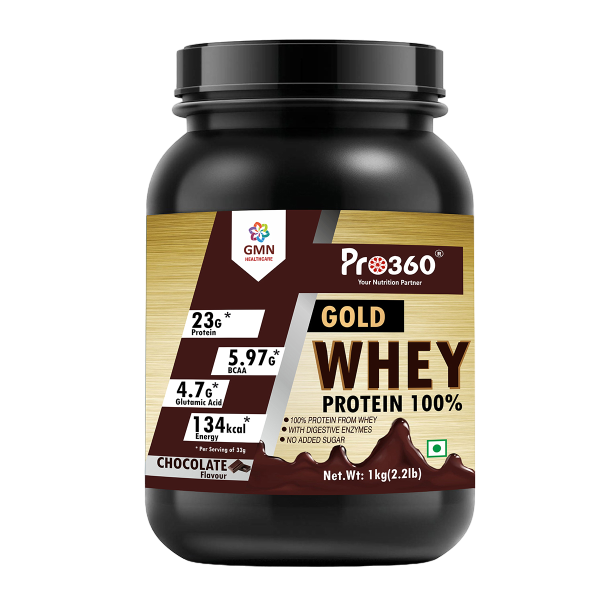 GMN
HEALTHCARE
Pro360®
Your Nutrition Partner
23G*
Protein
5.97G*
BCAA
4.7G*
Glutamic Acid
134kcal*
Energy
* Per Serving of 33g
CHOCOLATE
Flavour
GOLD
WHEY
PROTEIN 100%
• 100% PROTEIN FROM WHEY
• WITH DIGESTIVE ENZYMES
• NO ADDED SUGAR
Net.Wt: 1kg(2.2lb)